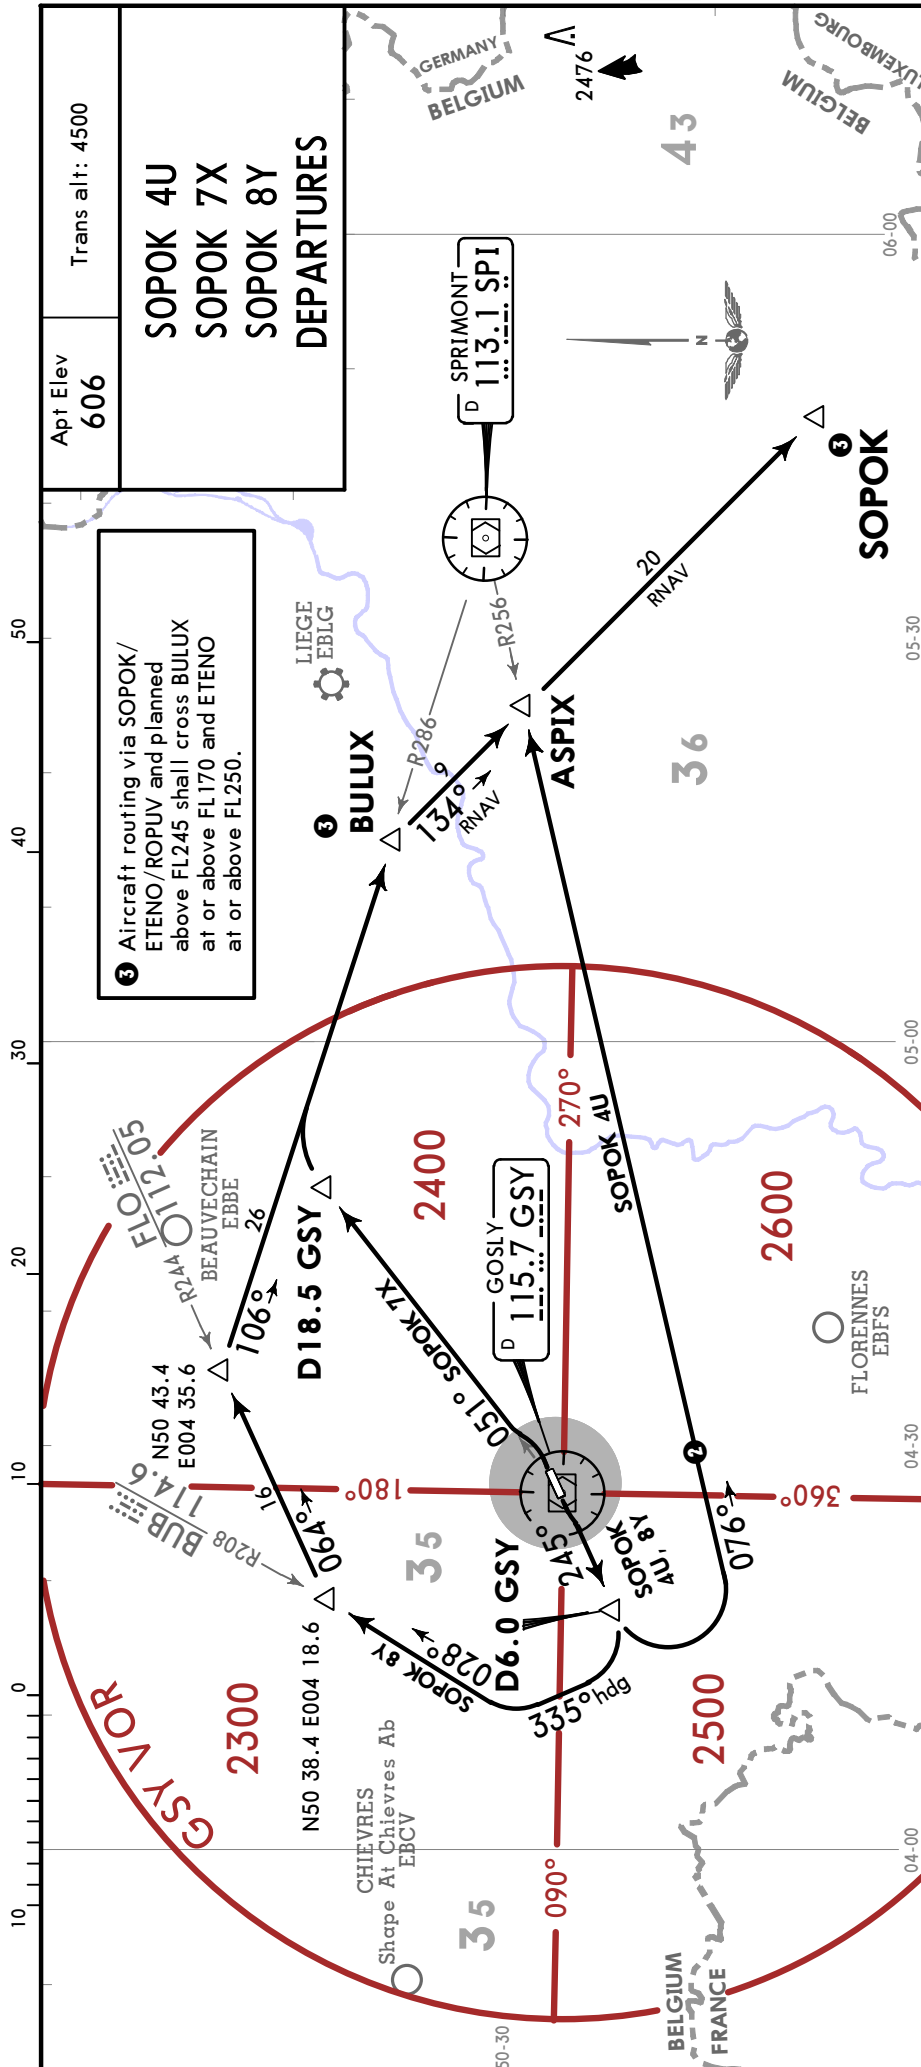 Apt Elev
606
Trans alt: 4500
SOPOK 4U
SOPOK 7X
SOPOK 8Y
DEPARTURES
3 Aircraft routing via SOPOK/
ETENO/ROPUV and planned
above FL245 shall cross BULUX
at or above FL170 and ETENO
at or above FL250.
10
0
10
20
30
40
50
GSY VOR
2300
2400
2500
2600
090°
180°
270°
360°
BUB
114.6
R208
FLO
112.05
R244
BEAUVECHAIN
EBBE
N50 43.4
E004 35.6
N50 38.4 E004 18.6
16
064°
106°
26
D18.5 GSY
051° SOPOK 7X
SOPOK 8Y
028°
335° hdg
D6.0 GSY
245°
SOPOK
4U, 8Y
076°
2
SOPOK 4U
GOSLY
D 115.7 GSY
CHIEVRES
Shape At Chievres Ab
EBCV
FLORENNES
EBFS
LIEGE
EBLG
3
BULUX
R286
R256
134°
9
RNAV
ASPIX
20
RNAV
3
SOPOK
SPRIMONT
D 113.1 SPI
N
35
35
36
43
2476
GERMANY
BELGIUM
BELGIUM
LUXEMBOURG
BELGIUM
FRANCE
50-30
04-00
04-30
05-00
05-30
06-00